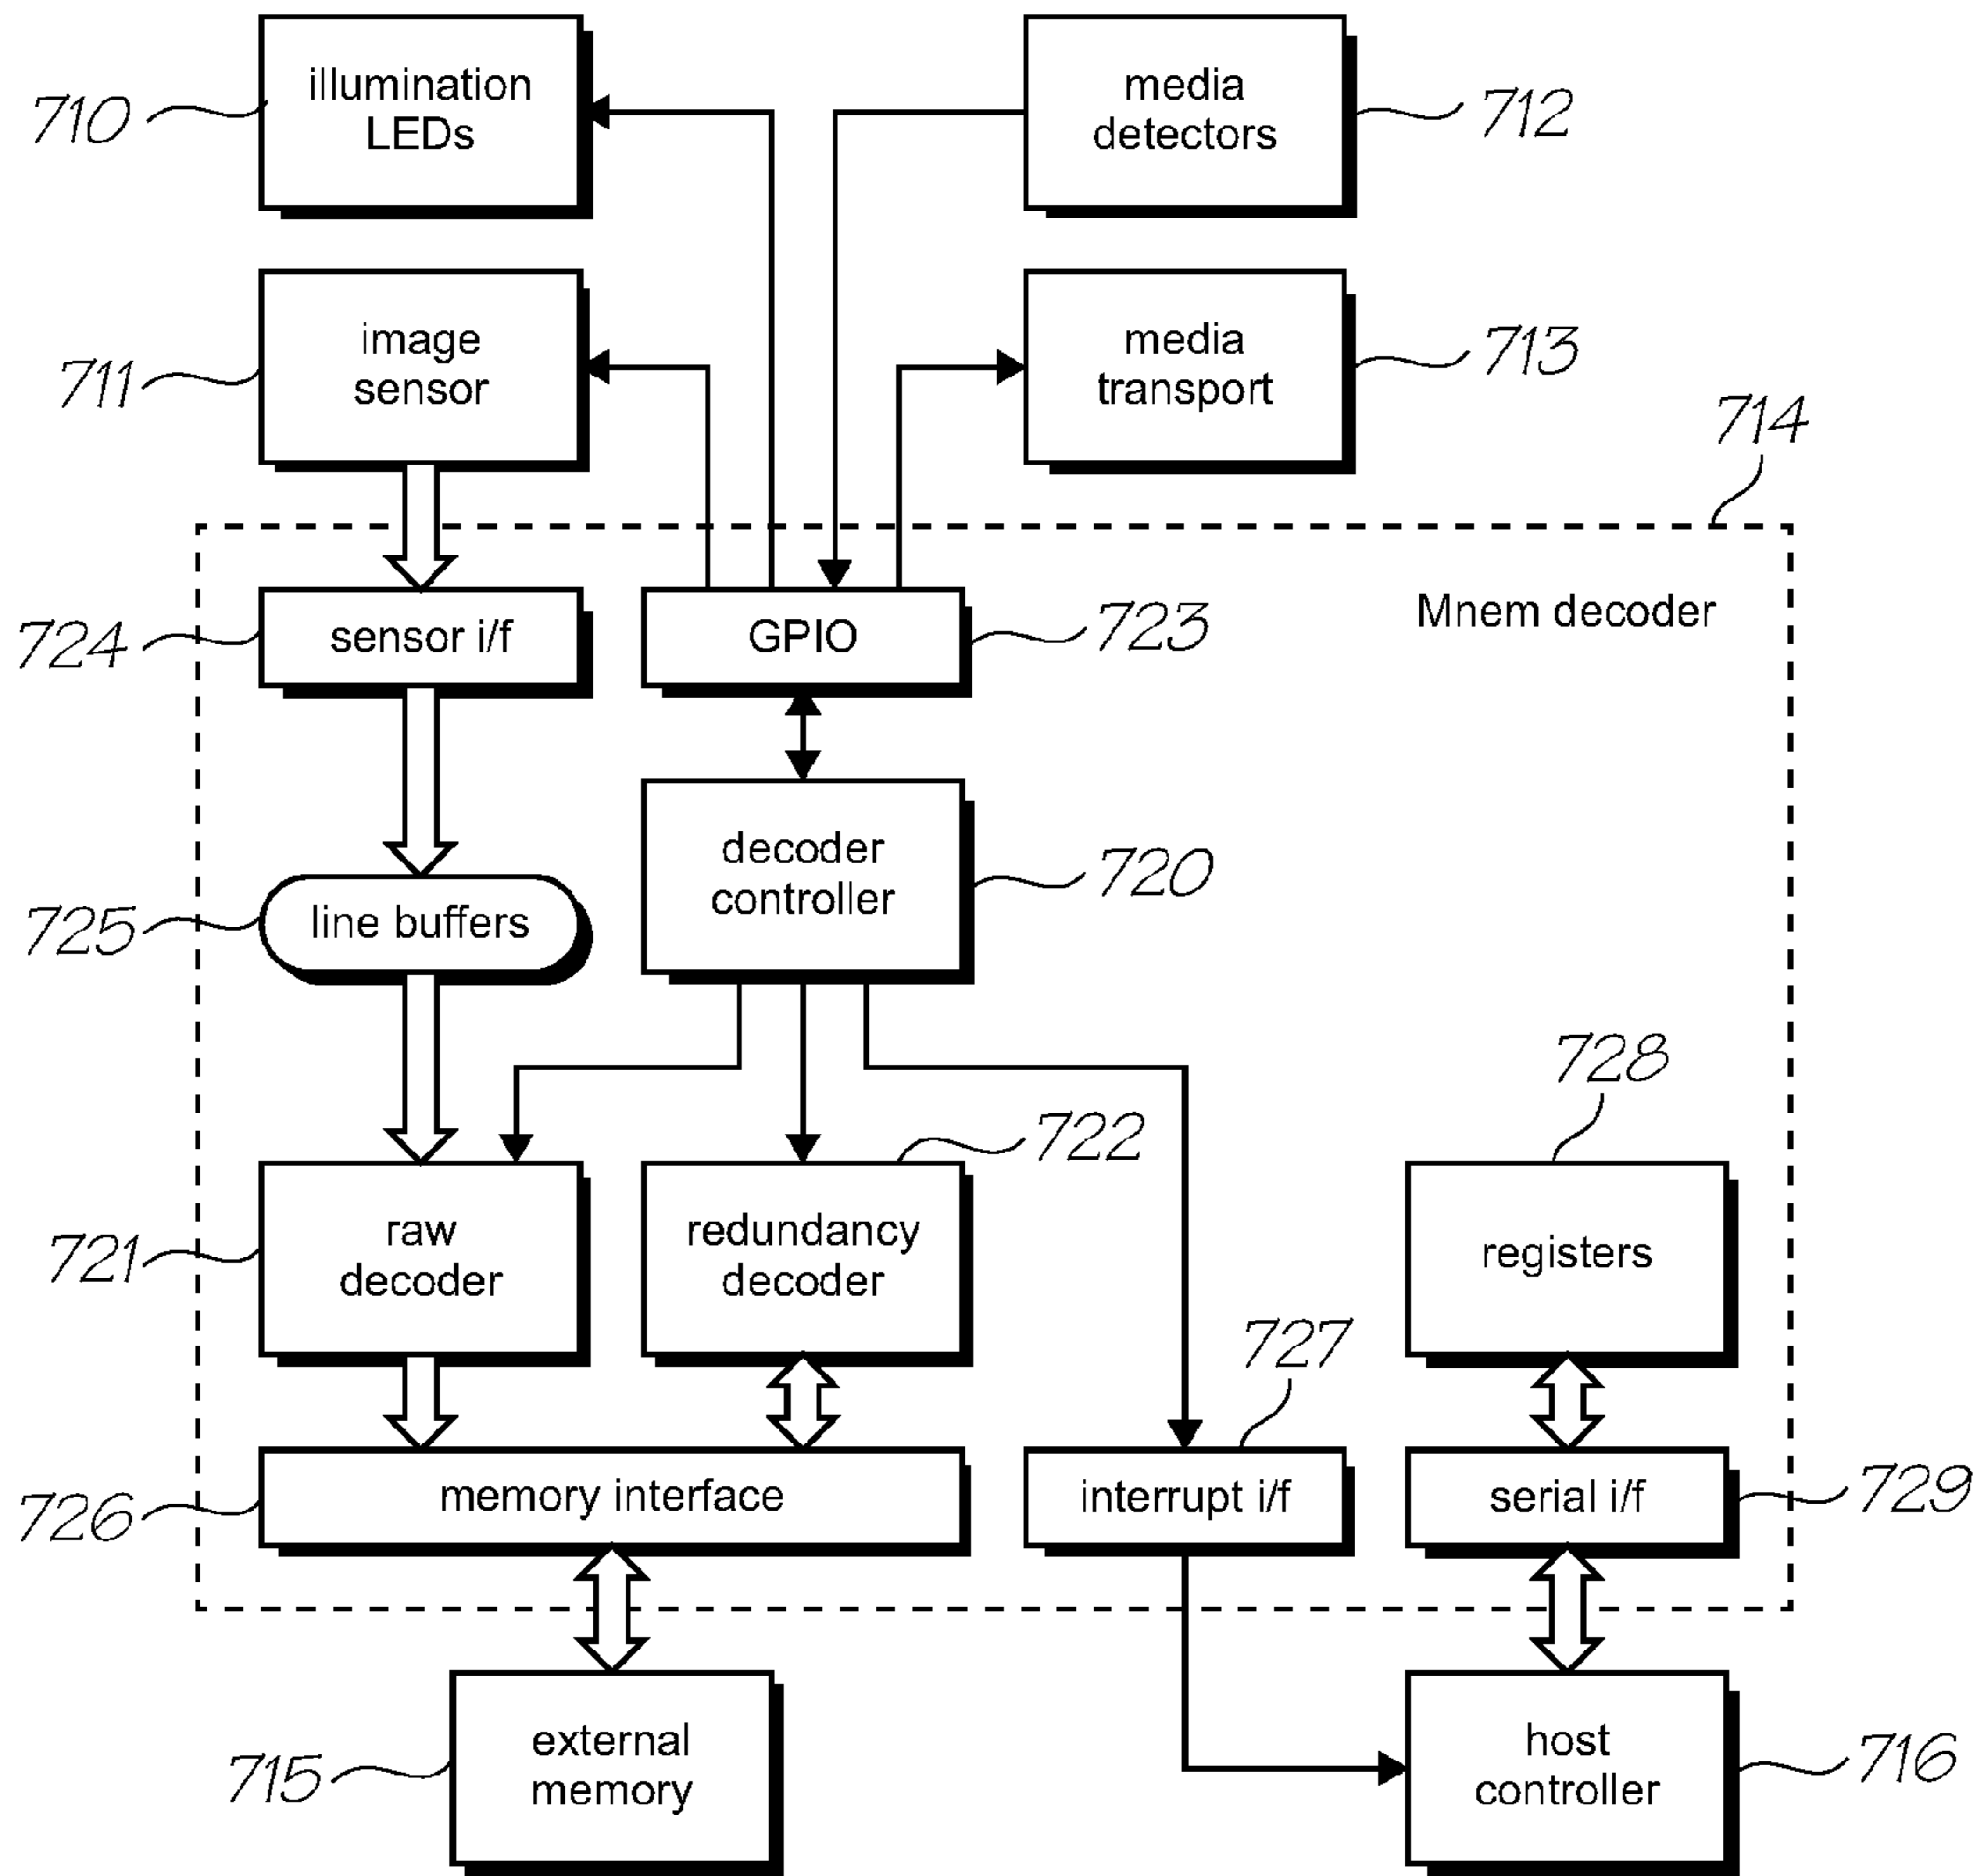 illumination
LEDs
710
media
detectors
712
image
sensor
711
media
transport
713
714
Mnem decoder
sensor i/f
724
GPIO
723
decoder
controller
720
line buffers
725
728
722
raw
decoder
721
redundancy
decoder
registers
727
memory interface
726
interrupt i/f
serial i/f
729
external
memory
715
host
controller
716